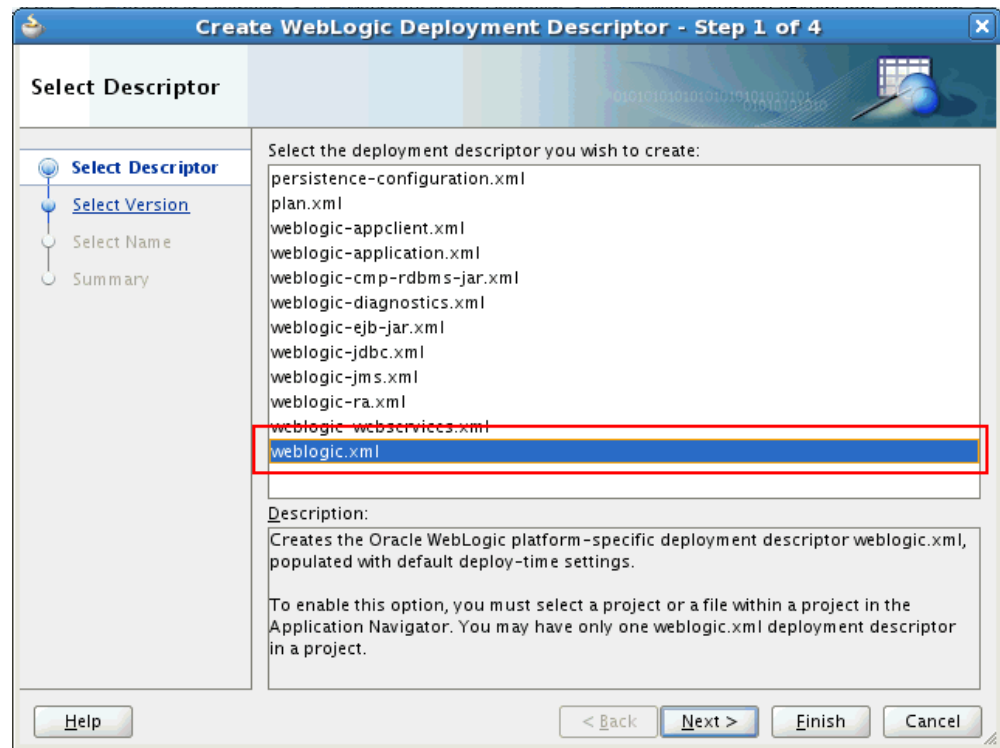 Create WebLogic Deployment Descriptor - Step 1 of 4
Select Descriptor
Select Descriptor
Select Version
Select Name
Summary
Select the deployment descriptor you wish to create:
persistence-configuration.xml
plan.xml
weblogic-appclient.xml
weblogic-application.xml
weblogic-cmp-rdbms-jar.xml
weblogic-diagnostics.xml
weblogic-ejb-jar.xml
weblogic-jdbc.xml
weblogic-jms.xml
weblogic-ra.xml
weblogic-webservices.xml
weblogic.xml
Description:
Creates the Oracle WebLogic platform-specific deployment descriptor weblogic.xml,
populated with default deploy-time settings.
To enable this option, you must select a project or a file within a project in the
Application Navigator. You may have only one weblogic.xml deployment descriptor
in a project.
Help
< Back
Next >
Finish
Cancel